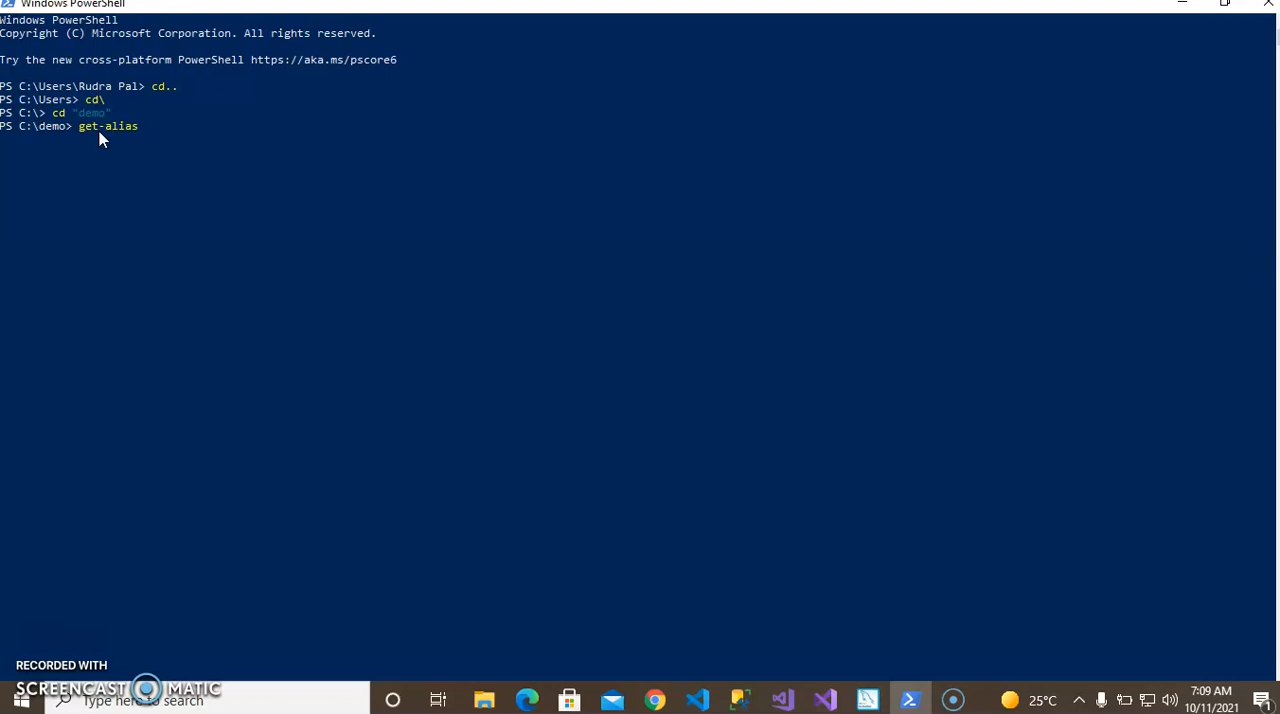 Windows PowerShell
Windows PowerShell
Copyright (C) Microsoft Corporation. All rights reserved.
Try the new cross-platform PowerShell https://aka.ms/pscore6
PS C:\Users\Rudra Pal> cd..
PS C:\Users> cd\
PS C:\> cd "demo"
PS C:\demo> get-alias
RECORDED WITH
SCREENCAST MATIC
Type here to search
25°C
7:09 AM
10/11/2021
1